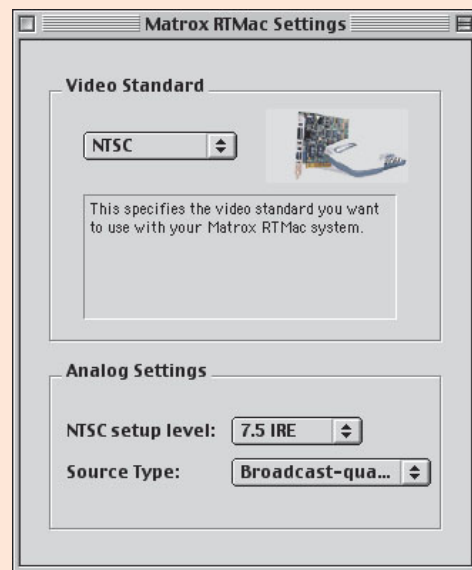 Matrox RTMac Settings
Video Standard
NTSC
This specifies the video standard you want
to use with your Matrox RTMac system.
Analog Settings
NTSC setup level: 7.5 IRE
Source Type: Broadcast-qua...